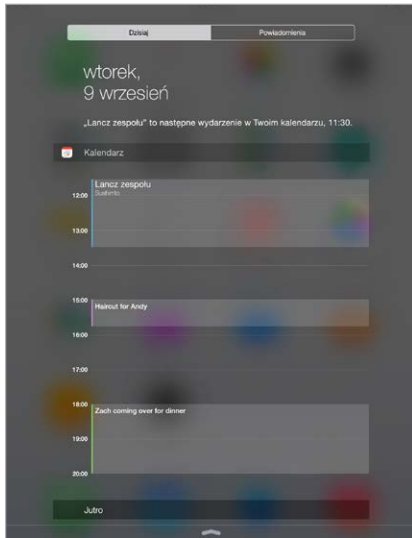 Dzisiaj
Powiadomienia
wtorek,
9 wrzesień
„Lancz zespołu” to następne wydarzenie w Twoim kalendarzu, 11:30.
Kalendarz
Lancz zespołu
12:00
13:00
14:00
15:00
Haircut for Andy
16:00
17:00
18:00
Zach coming over for dinner
19:00
20:00
Jutro